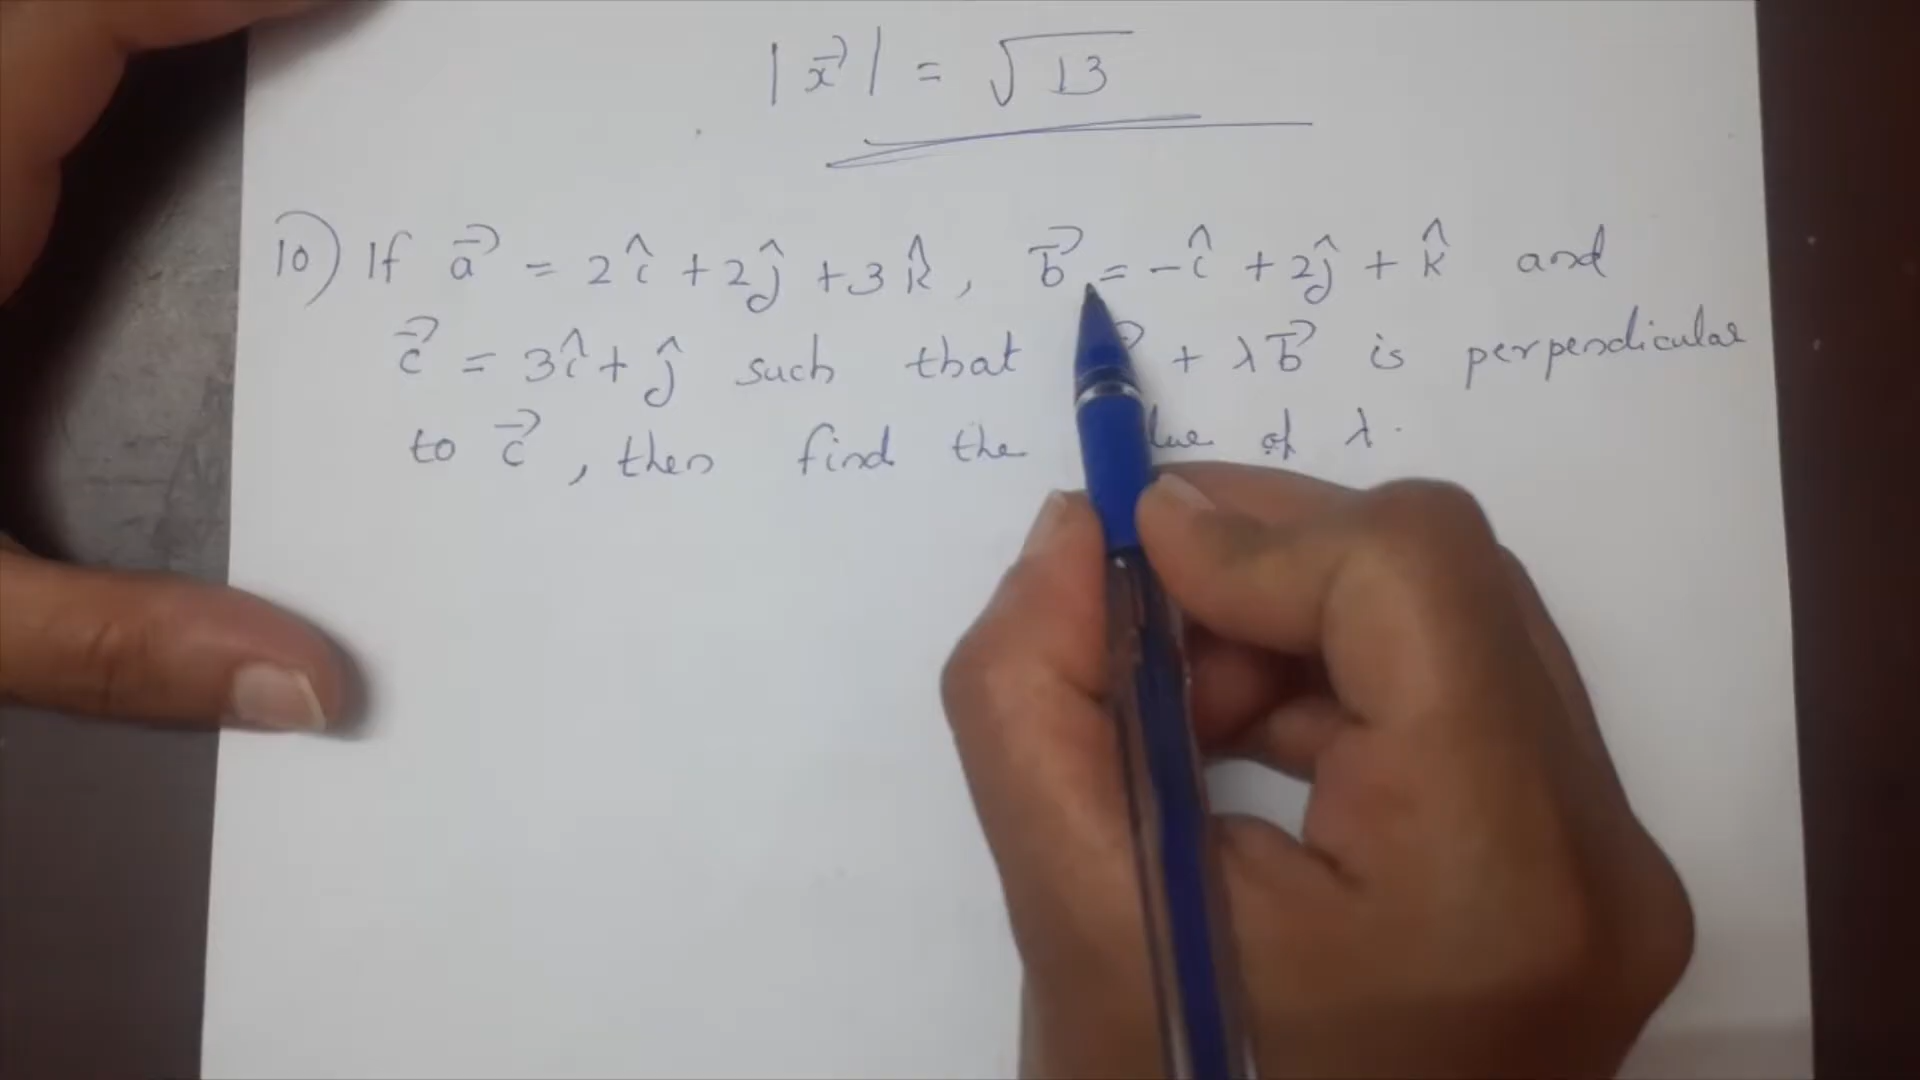 |x⃗| = √13
10) If a⃗ = 2î + 2ĵ + 3k̂, b⃗ = -î + 2ĵ + k̂ and
c⃗ = 3î + ĵ such that + λb⃗ is perpendicular
to c⃗, then find the of λ.